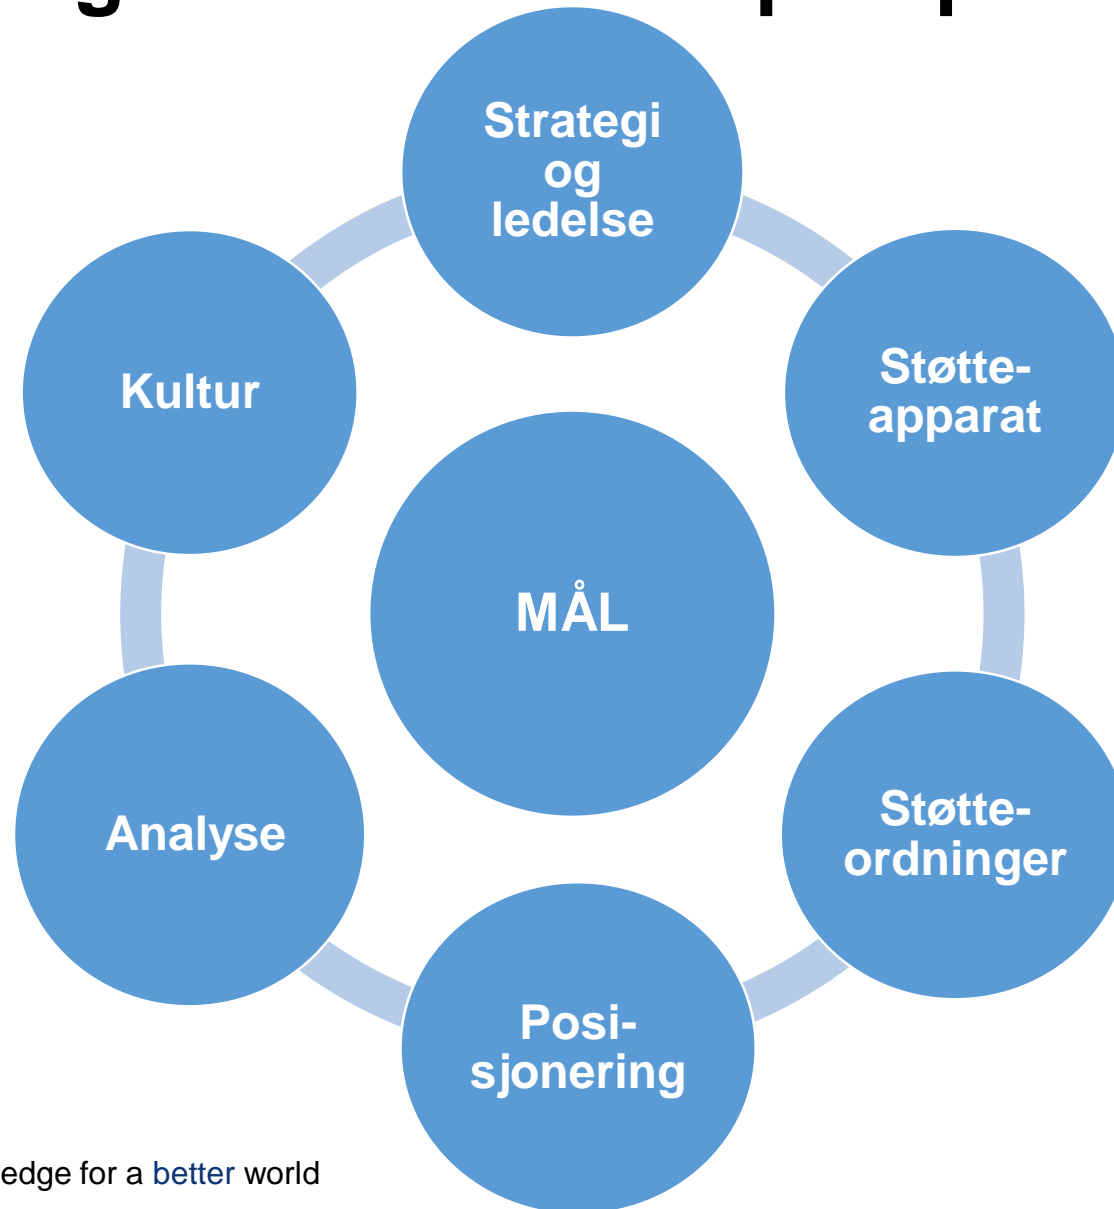 Strategi
og
ledelse
Støtte-
apparat
Støtte-
ordninger
Posi-
sjonering
Analyse
Kultur
MÅL
edge for a better world